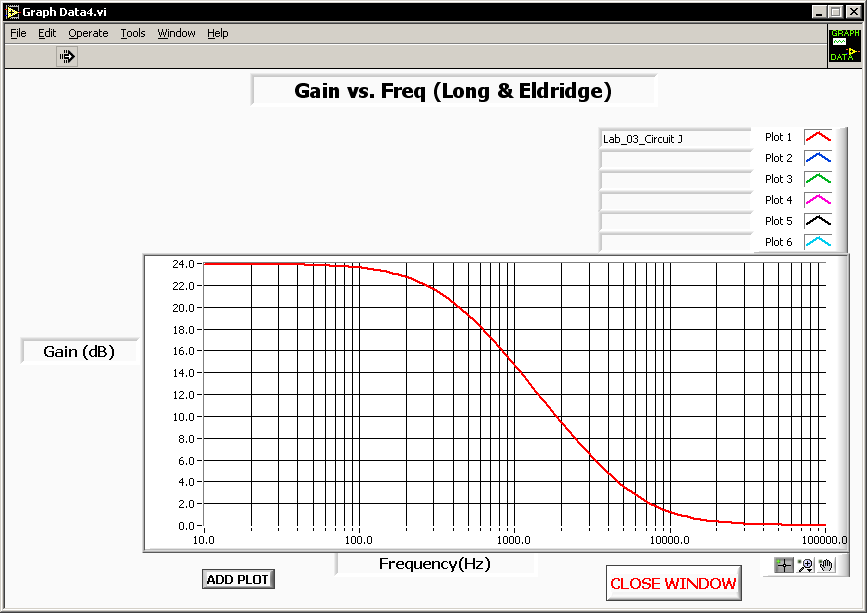 Graph Data4.vi
File Edit Operate Tools Window Help
GRAPH
DATA
Gain vs. Freq (Long & Eldridge)
Lab_03_Circuit J Plot 1
Plot 2
Plot 3
Plot 4
Plot 5
Plot 6
24.0
22.0
20.0
18.0
Gain (dB)
16.0
14.0
12.0
10.0
8.0
6.0
4.0
2.0
0.0
10.0 100.0 1000.0 10000.0 100000.0
Frequency(Hz)
ADD PLOT
CLOSE WINDOW